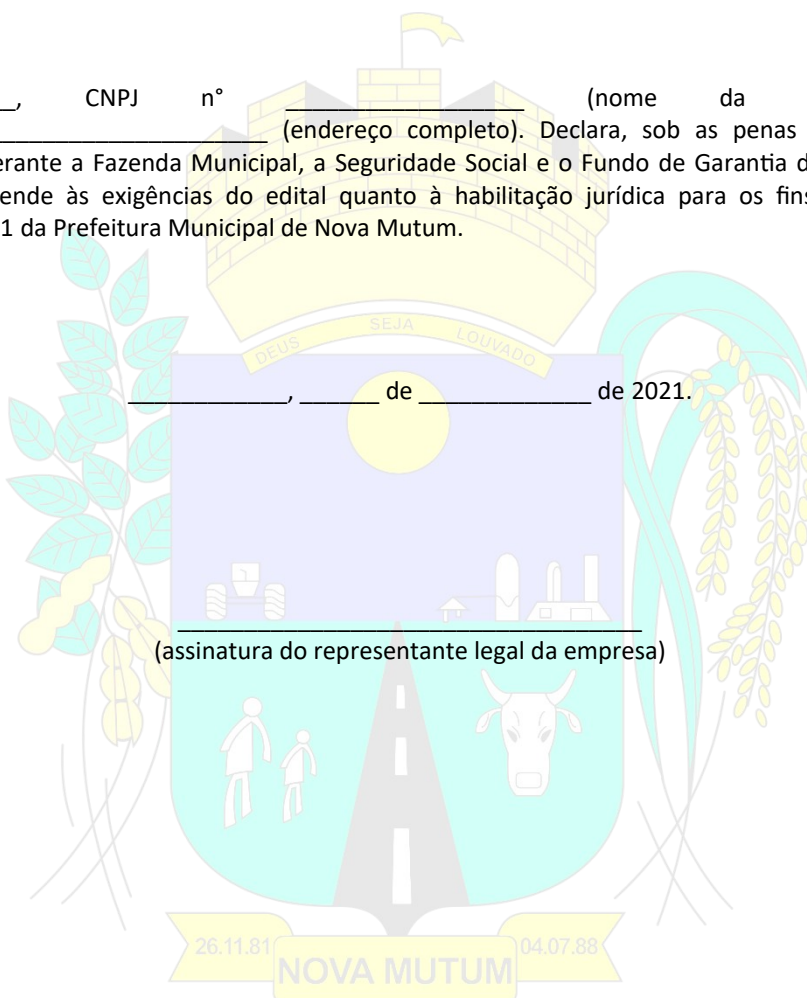 __, CNPJ n° __________________ (nome da
____________________ (endereço completo). Declara, sob as penas
erante a Fazenda Municipal, a Seguridade Social e o Fundo de Garantia d
ende às exigências do edital quanto à habilitação jurídica para os fins
1 da Prefeitura Municipal de Nova Mutum.
DEUS SEJA LOUVADO
____________, ______ de _____________ de 2021.
___________________________________
(assinatura do representante legal da empresa)
26.11.81 04.07.88
NOVA MUTUM